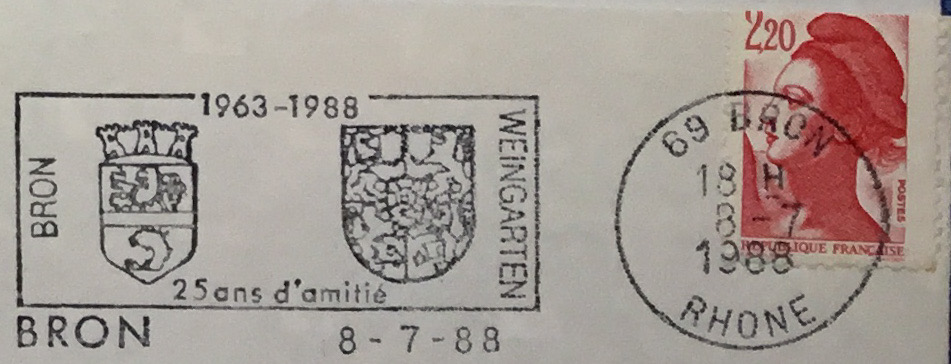 1963-1988
BRON
WEINGARTEN
25ans d'amitié
BRON 8-7-88
2,20
POSTES
REPUBLIQUE FRANÇAISE
69 BRON
18 H
8-7
1988
RHONE